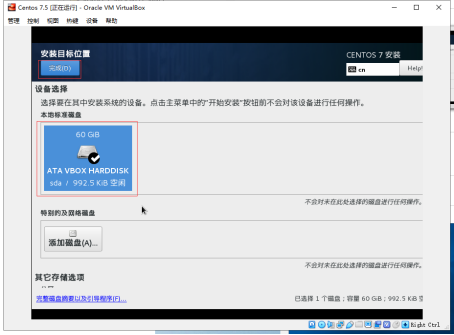 Centos 7.5 [正在运行] - Oracle VM VirtualBox
管理 控制 视图 热键 设备 帮助
安装目标位置
CENTOS 7 安装
完成(D)
cn
Help!
设备选择
选择要在其中安装系统的设备。点击主菜单中的"开始安装"按钮前不会对该设备进行任何操作。
本地标准磁盘
60 GiB
ATA VBOX HARDDISK
sda / 992.5 KiB 空闲
不会对未在此处选择的磁盘进行任何操作。
特别的及网络磁盘
添加磁盘(A)...
不会对未在此处选择的磁盘进行任何操作。
其它存储选项
完整磁盘摘要以及引导程序(F)...
已选择 1 个磁盘；容量 60 GiB；992.5 KiB
Right Ctrl